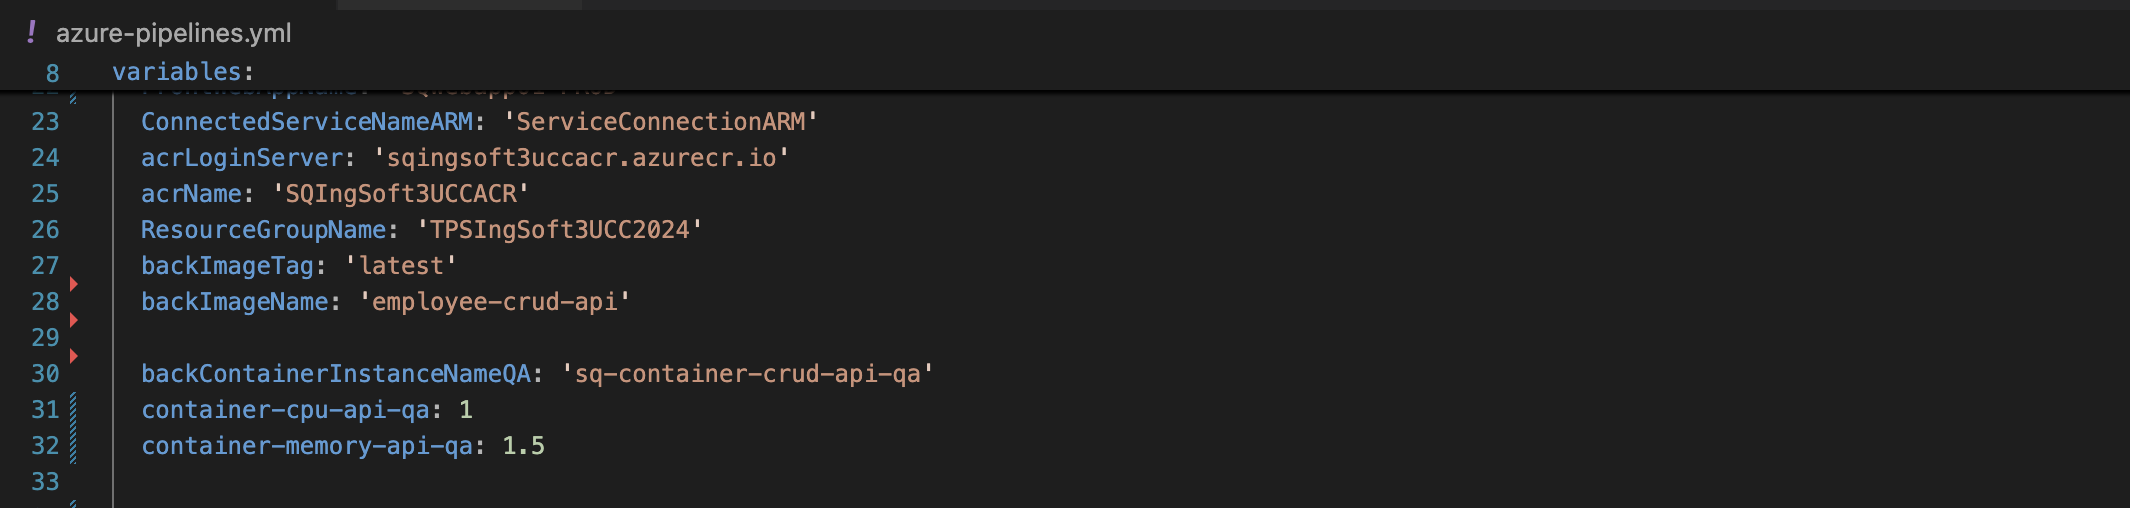 ! azure-pipelines.yml
8 variables:
23 ConnectedServiceNameARM: 'ServiceConnectionARM'
24 acrLoginServer: 'sqingsoft3uccacr.azurecr.io'
25 acrName: 'SQIngSoft3UCCACR'
26 ResourceGroupName: 'TPSIngSoft3UCC2024'
27 backImageTag: 'latest'
28 backImageName: 'employee-crud-api'
29
30 backContainerInstanceNameQA: 'sq-container-crud-api-qa'
31 container-cpu-api-qa: 1
32 container-memory-api-qa: 1.5
33